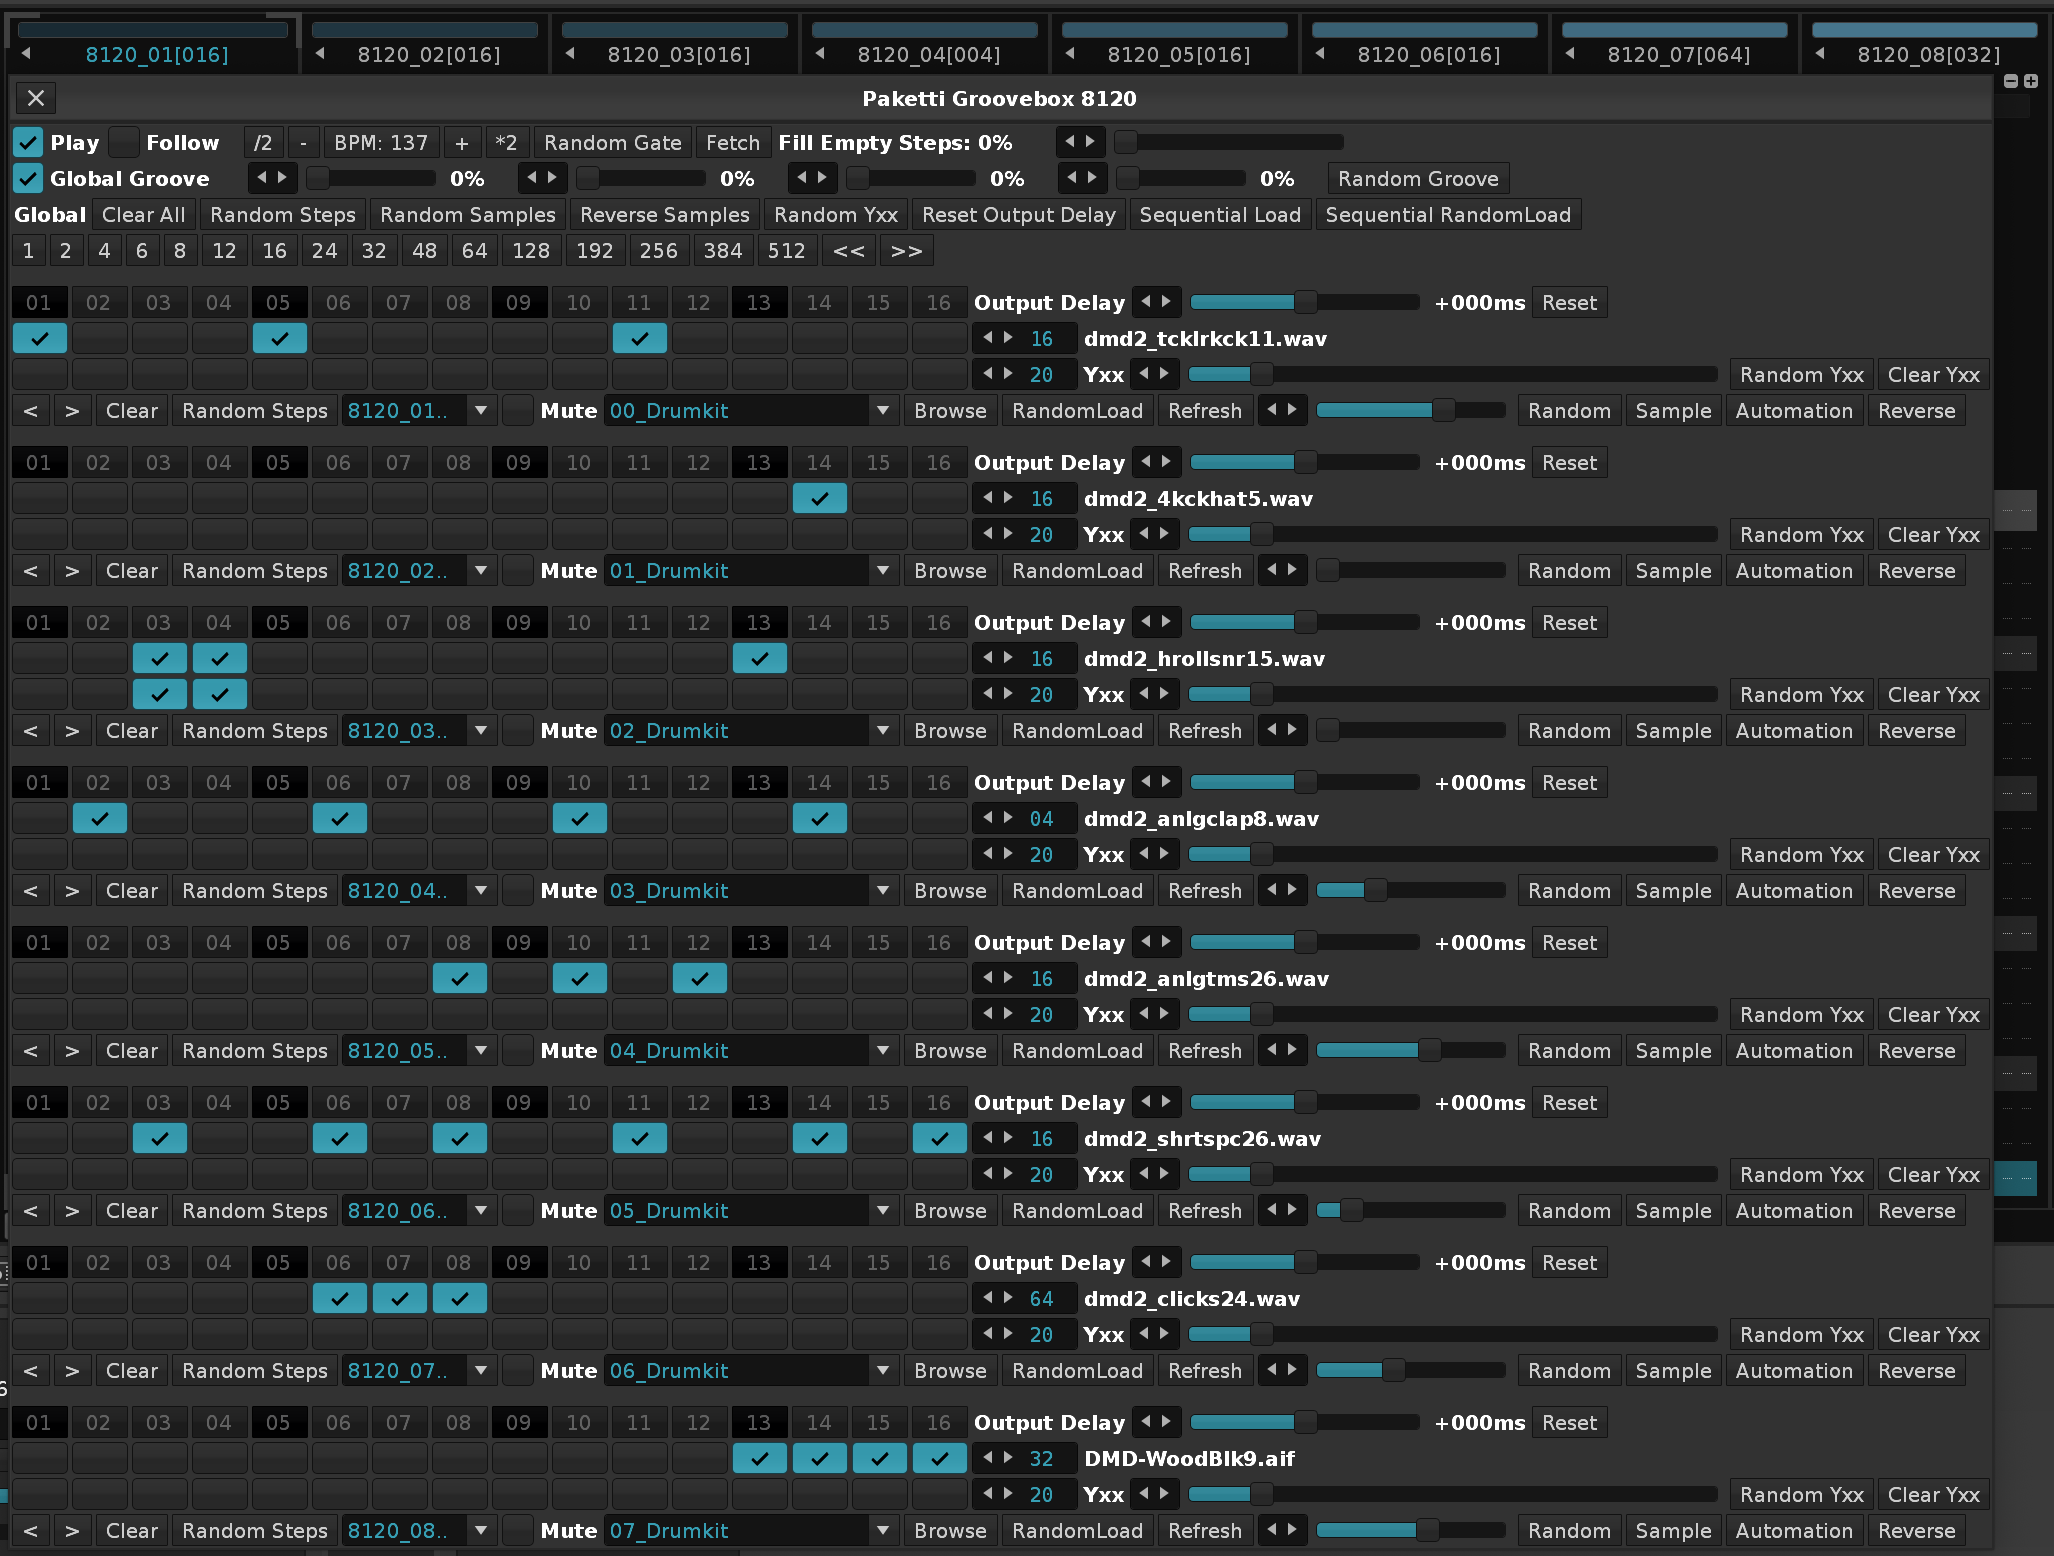 8120_01[016] 8120_02[016] 8120_03[016] 8120_04[004] 8120_05[016] 8120_06[016] 8120_07[064] 8120_08[032]
Paketti Groovebox 8120
Play Follow /2 - BPM: 137 + *2 Random Gate Fetch Fill Empty Steps: 0%
Global Groove 0% 0% 0% 0% Random Groove
Global Clear All Random Steps Random Samples Reverse Samples Random Yxx Reset Output Delay Sequential Load Sequential RandomLoad
1 2 4 6 8 12 16 24 32 48 64 128 192 256 384 512 << >>
01 02 03 04 05 06 07 08 09 10 11 12 13 14 15 16 Output Delay +000ms Reset
16 dmd2_tcklrkck11.wav
20 Yxx Random Yxx Clear Yxx
< > Clear Random Steps 8120_01.. Mute 00_Drumkit Browse RandomLoad Refresh Random Sample Automation Reverse
01 02 03 04 05 06 07 08 09 10 11 12 13 14 15 16 Output Delay +000ms Reset
16 dmd2_4kckhat5.wav
20 Yxx Random Yxx Clear Yxx
< > Clear Random Steps 8120_02.. Mute 01_Drumkit Browse RandomLoad Refresh Random Sample Automation Reverse
01 02 03 04 05 06 07 08 09 10 11 12 13 14 15 16 Output Delay +000ms Reset
16 dmd2_hrollsnr15.wav
20 Yxx Random Yxx Clear Yxx
< > Clear Random Steps 8120_03.. Mute 02_Drumkit Browse RandomLoad Refresh Random Sample Automation Reverse
01 02 03 04 05 06 07 08 09 10 11 12 13 14 15 16 Output Delay +000ms Reset
04 dmd2_anlgclap8.wav
20 Yxx Random Yxx Clear Yxx
< > Clear Random Steps 8120_04.. Mute 03_Drumkit Browse RandomLoad Refresh Random Sample Automation Reverse
01 02 03 04 05 06 07 08 09 10 11 12 13 14 15 16 Output Delay +000ms Reset
16 dmd2_anlgtms26.wav
20 Yxx Random Yxx Clear Yxx
< > Clear Random Steps 8120_05.. Mute 04_Drumkit Browse RandomLoad Refresh Random Sample Automation Reverse
01 02 03 04 05 06 07 08 09 10 11 12 13 14 15 16 Output Delay +000ms Reset
16 dmd2_shrtspc26.wav
20 Yxx Random Yxx Clear Yxx
< > Clear Random Steps 8120_06.. Mute 05_Drumkit Browse RandomLoad Refresh Random Sample Automation Reverse
01 02 03 04 05 06 07 08 09 10 11 12 13 14 15 16 Output Delay +000ms Reset
64 dmd2_clicks24.wav
20 Yxx Random Yxx Clear Yxx
< > Clear Random Steps 8120_07.. Mute 06_Drumkit Browse RandomLoad Refresh Random Sample Automation Reverse
01 02 03 04 05 06 07 08 09 10 11 12 13 14 15 16 Output Delay +000ms Reset
32 DMD-WoodBlk9.aif
20 Yxx Random Yxx Clear Yxx
< > Clear Random Steps 8120_08.. Mute 07_Drumkit Browse RandomLoad Refresh Random Sample Automation Reverse